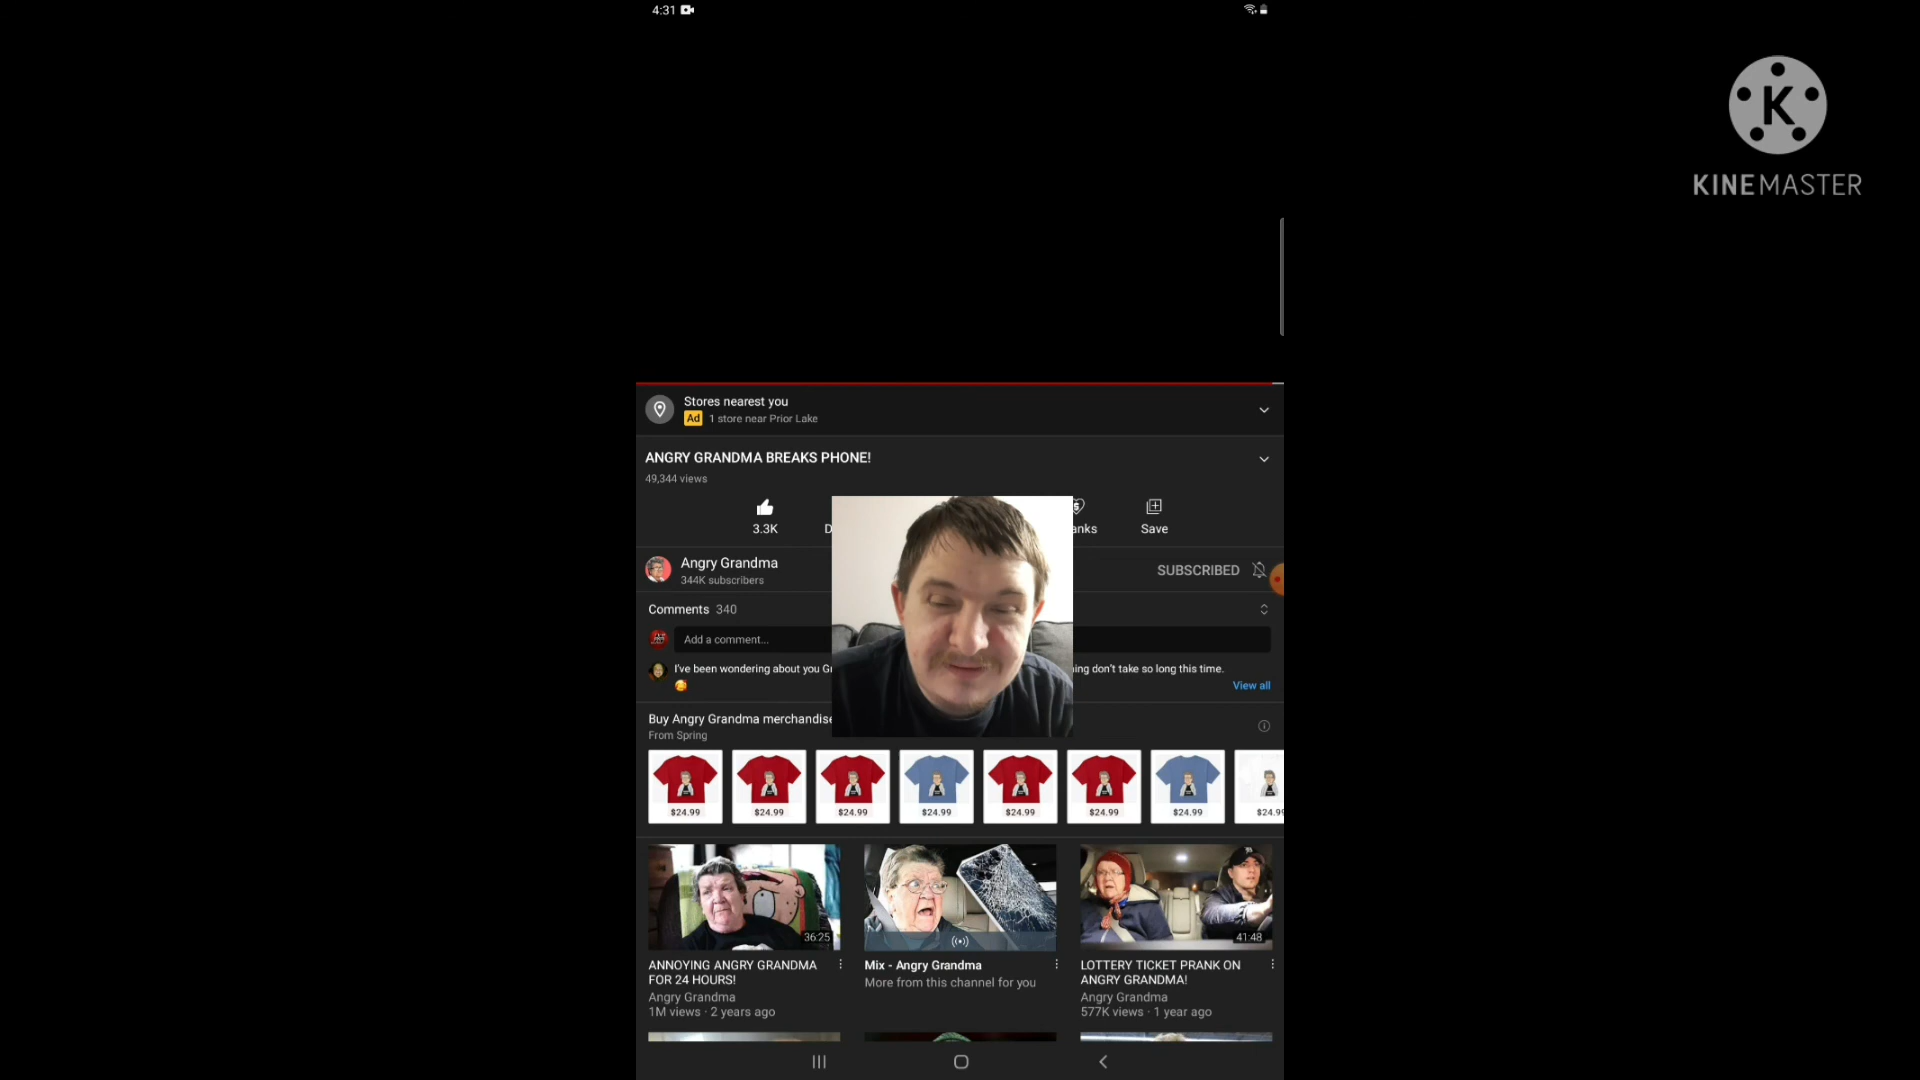 4:31
K
KINEMASTER
Stores nearest you
Ad 1 store near Prior Lake
ANGRY GRANDMA BREAKS PHONE!
49,344 views
3.3K
D
anks
Save
Angry Grandma
344K subscribers
SUBSCRIBED
Comments 340
Add a comment...
I've been wondering about you Gr
ing don't take so long this time.
View all
Buy Angry Grandma merchandise
From Spring
$24.99 $24.99 $24.99 $24.99 $24.99 $24.99 $24.99 $24.99
36:25
41:48
ANNOYING ANGRY GRANDMA
FOR 24 HOURS!
Angry Grandma
1M views · 2 years ago
Mix - Angry Grandma
More from this channel for you
LOTTERY TICKET PRANK ON
ANGRY GRANDMA!
Angry Grandma
577K views · 1 year ago